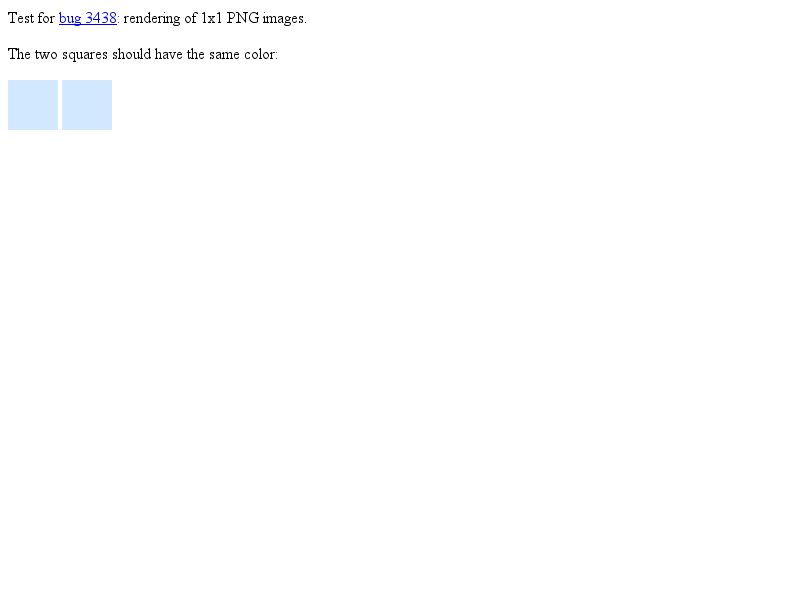 Test for bug 3438: rendering of 1x1 PNG images.
The two squares should have the same color: